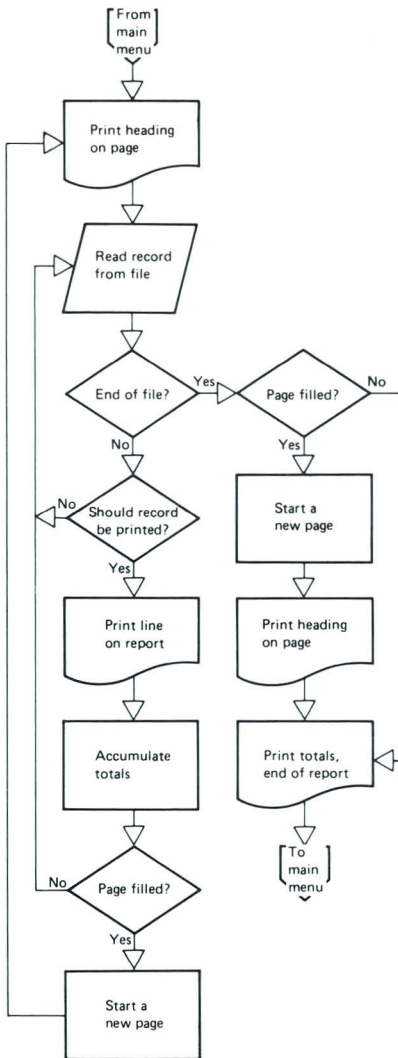 From
main
menu
Print heading
on page
Read record
from file
End of file?
Yes
Page filled?
No
No
Yes
No
Should record
be printed?
Start a
new page
Yes
Print line
on report
Print heading
on page
Accumulate
totals
Print totals,
end of report
No
Page filled?
To
main
menu
Yes
Start a
new page